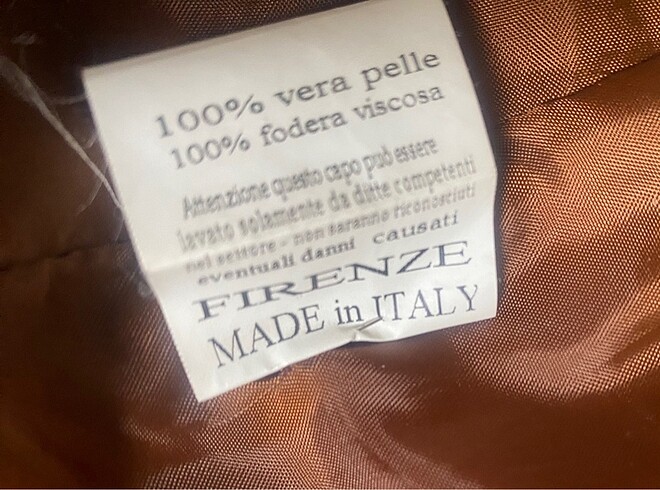 100% vera pelle
100% fodera viscosa
Attenzione questo capo può essere
lavato solamente da ditte competenti
nel settore - non saranno riconosciuti
eventuali danni causati
FIRENZE
MADE in ITALY